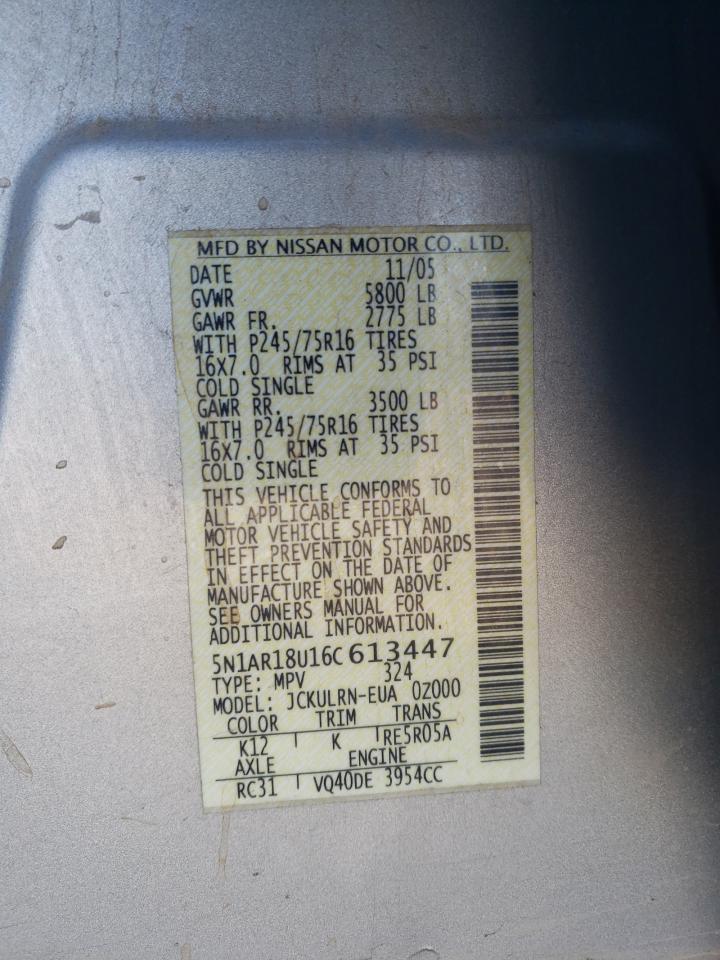 MFD BY NISSAN MOTOR CO., LTD.
DATE 11/05
GVWR 5800 LB
GAWR FR. 2775 LB
WITH P245/75R16 TIRES
16X7.0 RIMS AT 35 PSI
COLD SINGLE
GAWR RR. 3500 LB
WITH P245/75R16 TIRES
16X7.0 RIMS AT 35 PSI
COLD SINGLE
THIS VEHICLE CONFORMS TO
ALL APPLICABLE FEDERAL
MOTOR VEHICLE SAFETY AND
THEFT PREVENTION STANDARDS
IN EFFECT ON THE DATE OF
MANUFACTURE SHOWN ABOVE.
SEE OWNERS MANUAL FOR
ADDITIONAL INFORMATION.
5N1AR18U16C613447
TYPE: MPV 324
MODEL: JCKULRN-EUA 0Z000
COLOR TRIM TRANS
K12 K RE5R05A
AXLE ENGINE
RC31 VQ40DE 3954CC